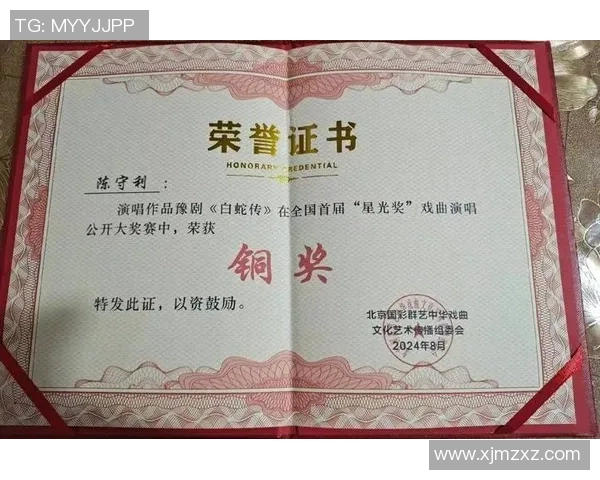 TG: MYYJJPP
荣誉证书
HONORARY CREDENTIAL
陈守利：
演唱作品豫剧《白蛇传》在全国首届“星光奖”戏曲演唱
公开大奖赛中，荣获
铜奖
特发此证，以资鼓励。
北京国彩群艺中华戏曲
文化艺术传播组委会
2024年8月
www.xjmzxz.com